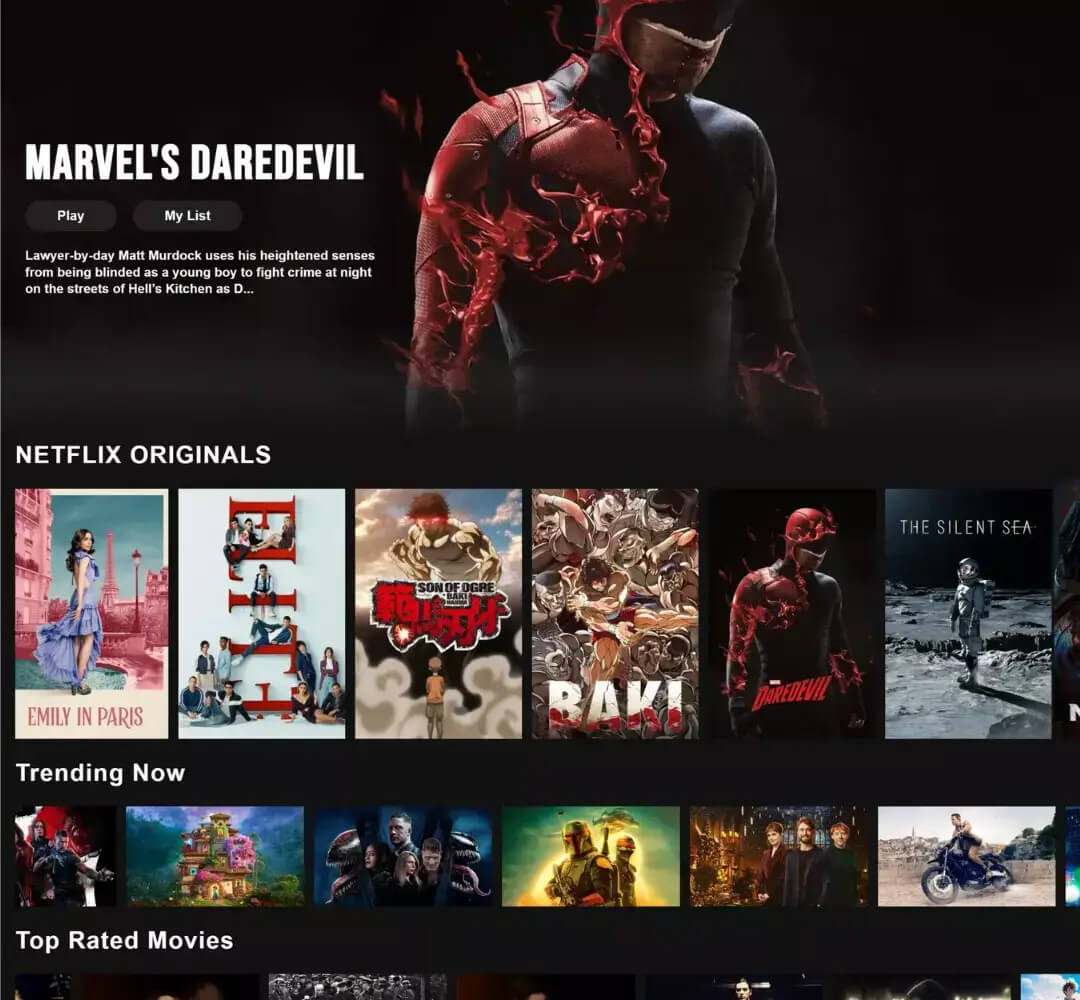 MARVEL'S DAREDEVIL
Play
My List
Lawyer-by-day Matt Murdock uses his heightened senses
from being blinded as a young boy to fight crime at night
on the streets of Hell's Kitchen as D...
NETFLIX ORIGINALS
EMILY IN PARIS
ELITE
SON OF OGRE
BAKI
HANMA
BAKI
MARVEL
DAREDEVIL
THE SILENT SEA
N
Trending Now
Top Rated Movies